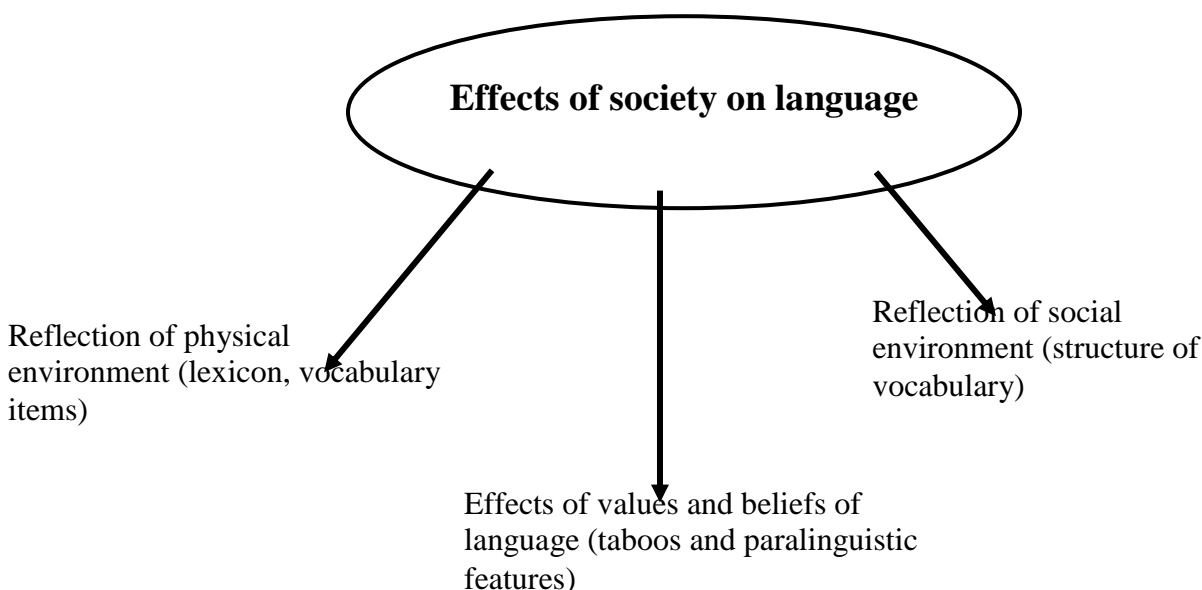 Effects of society on language
Reflection of physical
environment (lexicon, vocabulary
items)
Reflection of social
environment (structure of
vocabulary)
Effects of values and beliefs of
language (taboos and paralinguistic
features)